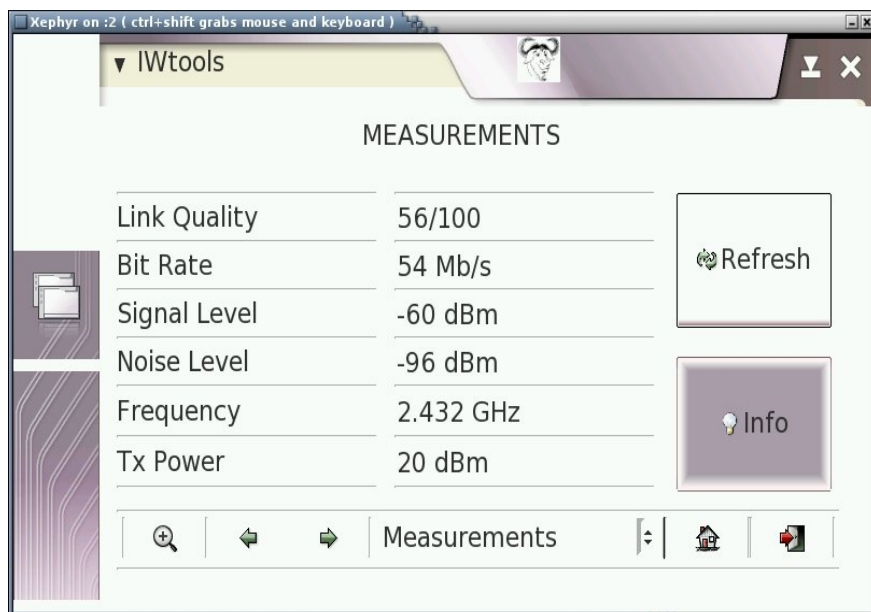 Xephyr on :2 ( ctrl+shift grabs mouse and keyboard )
IWtools
MEASUREMENTS
Link Quality 56/100
Bit Rate 54 Mb/s
Signal Level -60 dBm
Noise Level -96 dBm
Frequency 2.432 GHz
Tx Power 20 dBm
Refresh
Info
Measurements